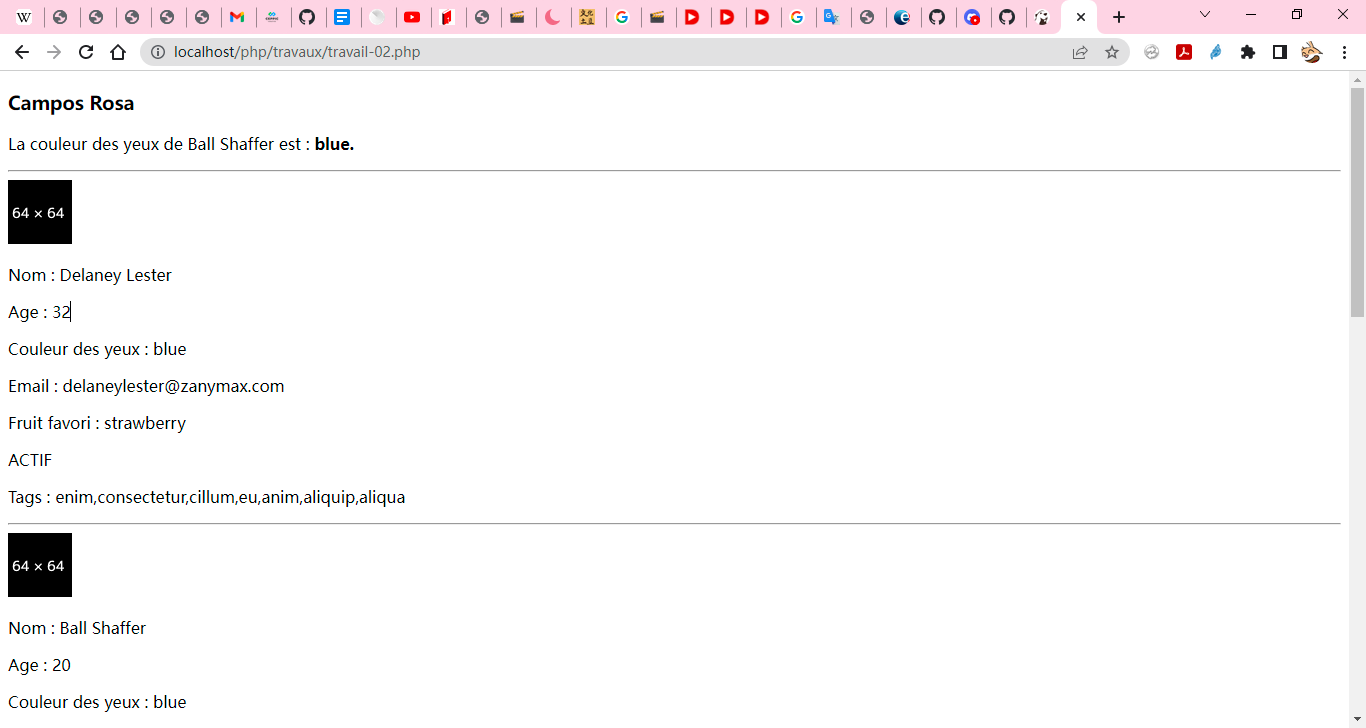 localhost/php/travaux/travail-02.php
Campos Rosa
La couleur des yeux de Ball Shaffer est : blue.
64 × 64
Nom : Delaney Lester
Age : 32
Couleur des yeux : blue
Email : delaneylester@zanymax.com
Fruit favori : strawberry
ACTIF
Tags : enim,consectetur,cillum,eu,anim,aliquip,aliqua
64 × 64
Nom : Ball Shaffer
Age : 20
Couleur des yeux : blue